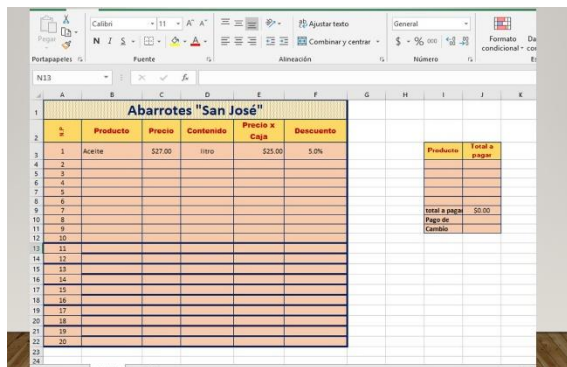 Calibri 11 A A
Ajustar texto
General
Pegar
N K S A
Combinar y centrar
$ % 000
Formato
condicional
Portapapeles Fuente Alineación Número
N13 fx
A B C D E F G H I J K
1 Abarrotes "San José"
2 Producto Precio Contenido Precio x Caja Descuento
3 1 Aceite $27.00 litro $25.00 5.0% Producto Total a pagar
4 2
5 3
6 4
7 5
8 6
9 7 total a pagar $0.00
10 8 Pago de
11 9 Cambio
12 10
13 11
14 12
15 13
16 14
17 15
18 16
19 17
20 18
21 19
22 20
23
24